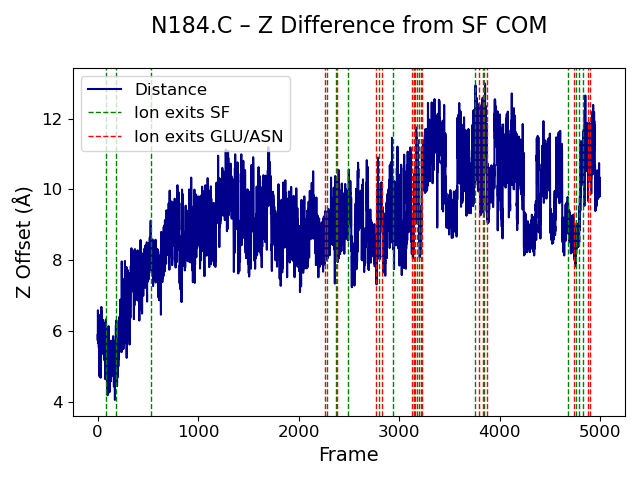 N184.C – Z Difference from SF COM
Distance
Ion exits SF
Ion exits GLU/ASN
Z Offset (Å)
12
10
8
6
4
0 1000 2000 3000 4000 5000
Frame